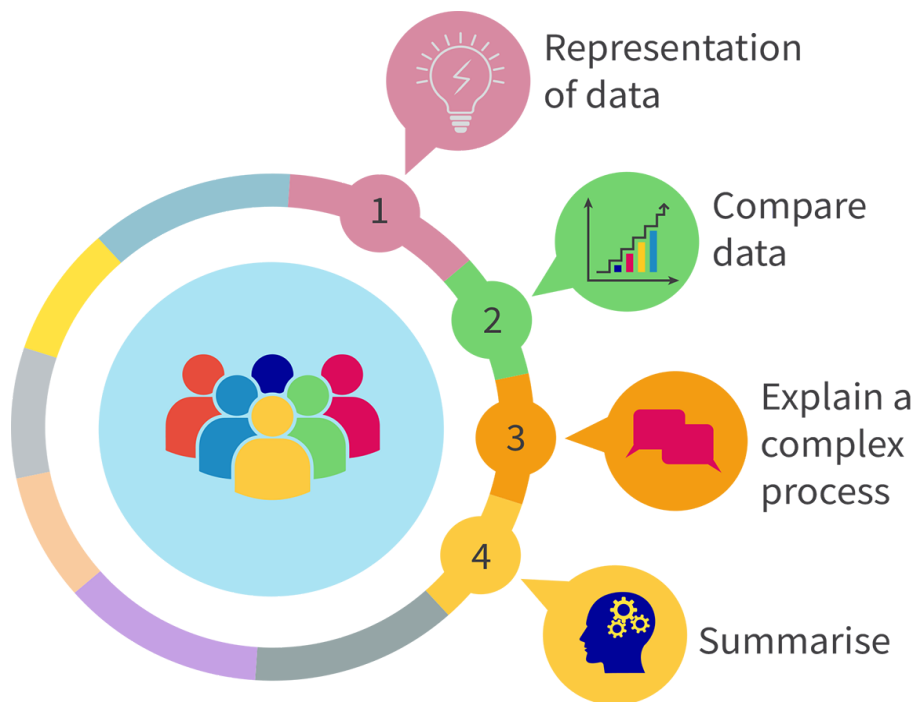 1
Representation
of data
2
Compare
data
3
Explain a
complex
process
4
Summarise